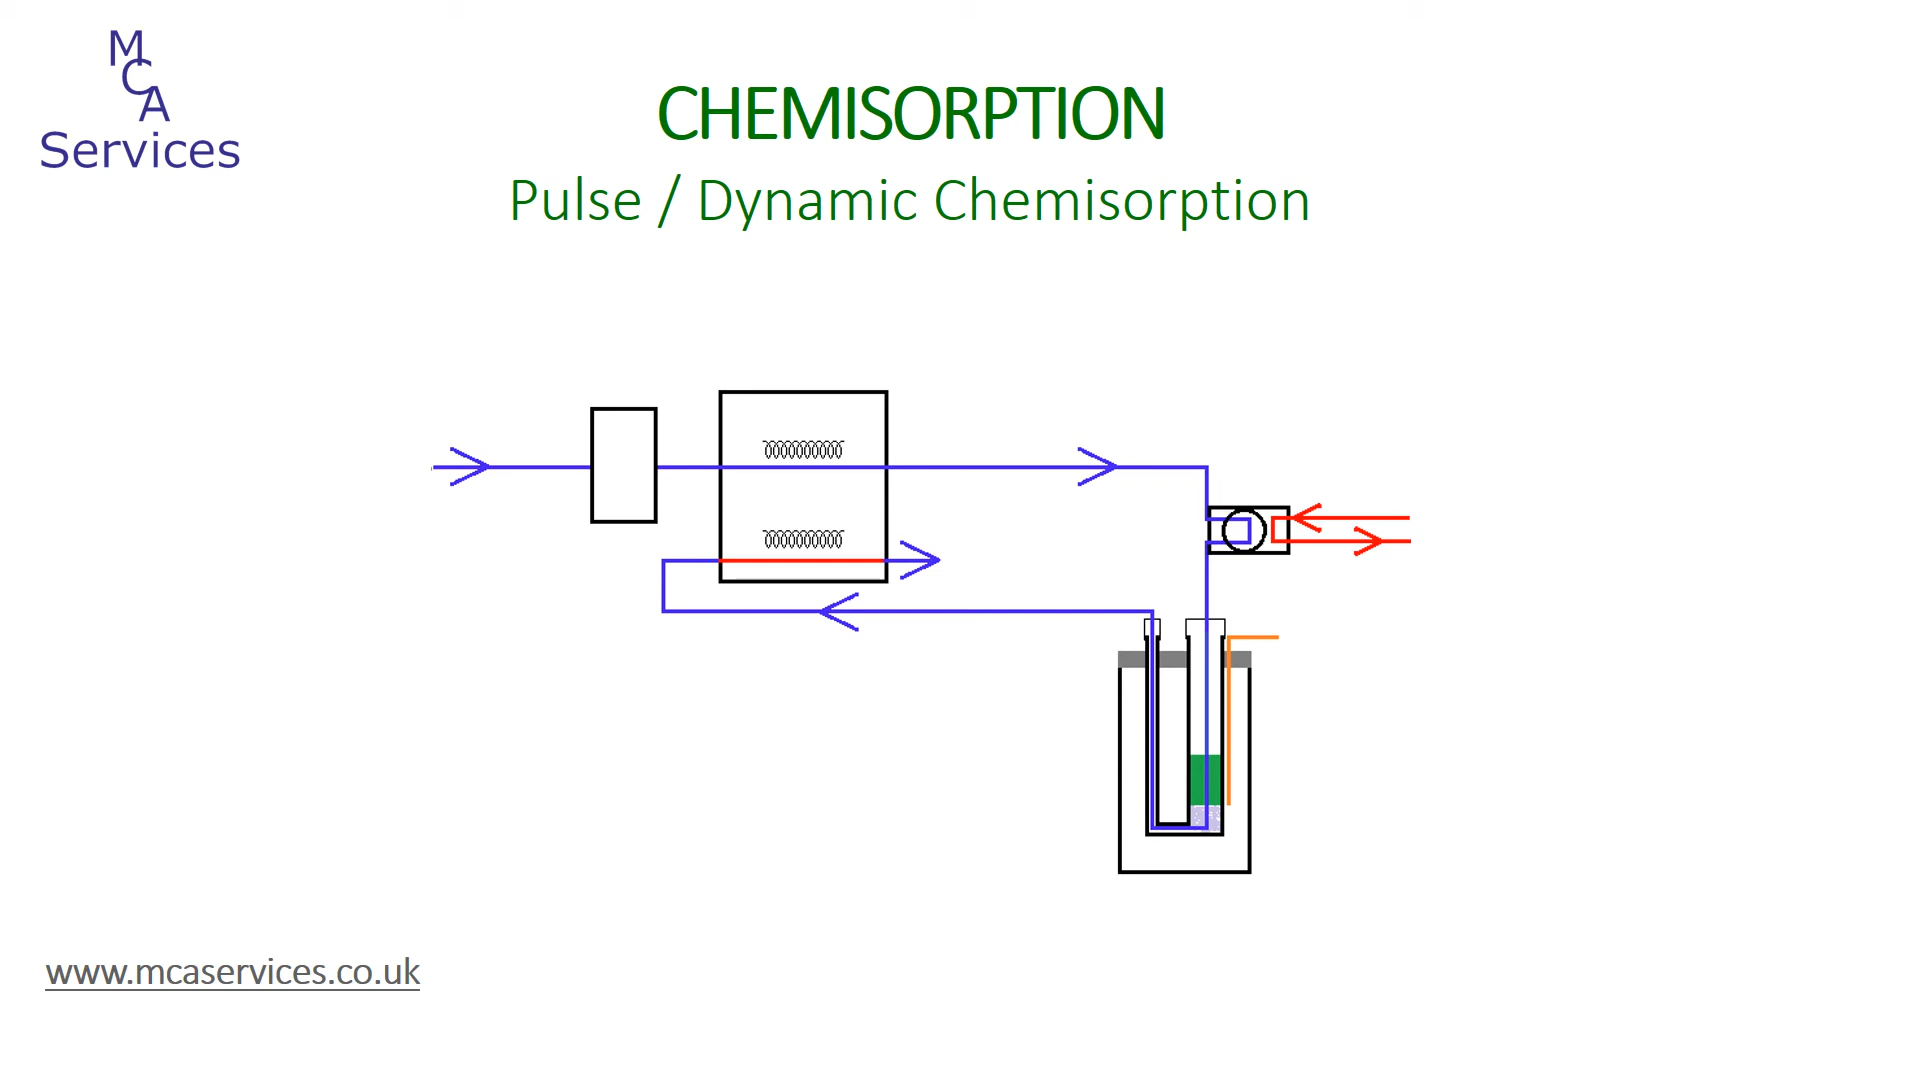 M
C
A
Services
CHEMISORPTION
Pulse / Dynamic Chemisorption
www.mcaservices.co.uk